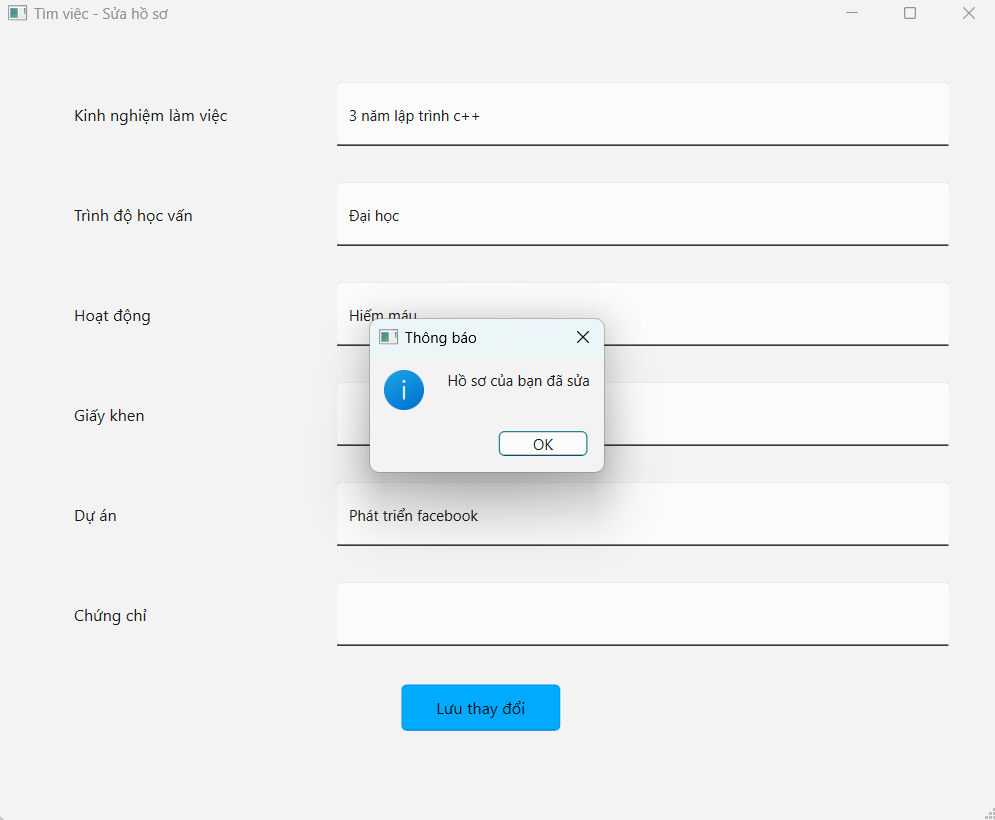 Tìm việc - Sửa hồ sơ
Kinh nghiệm làm việc
3 năm lập trình c++
Trình độ học vấn
Đại học
Hoạt động
Hiếm máu
Thông báo
Hồ sơ của bạn đã sửa
OK
Giấy khen
Dự án
Phát triển facebook
Chứng chỉ
Lưu thay đổi